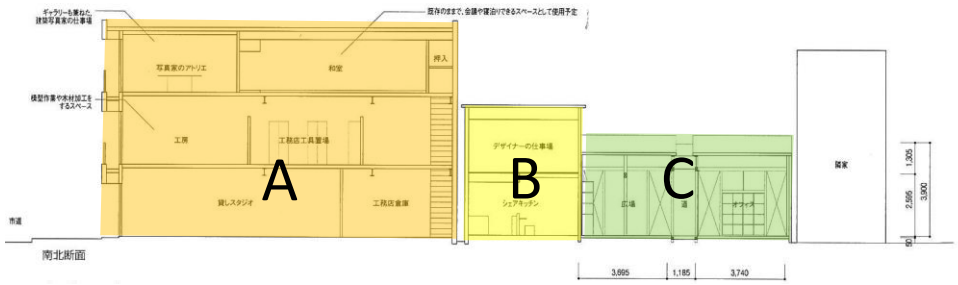 ギャラリーも兼ねた、
建築写真家の仕事場
既存のままで、会議や寝泊りできるスペースとして使用予定
写真家のアトリエ
和室
押入
模型作業や木材加工を
するスペース
工房
工務店工具置場
デザイナーの仕事場
隣家
A
B
C
貸しスタジオ
工務店倉庫
シェアキッチン
広場
道
オフィス
市道
南北断面
1,305
2,595
3,900
50
3,695
1,185
3,740